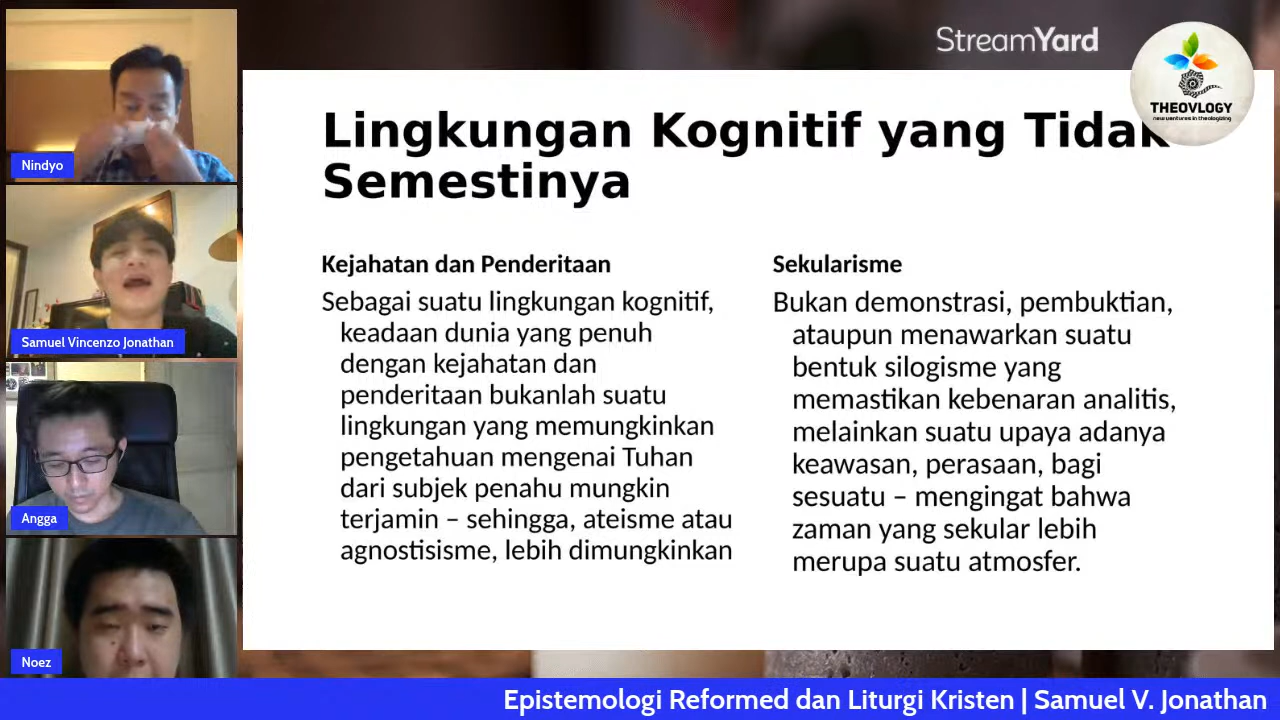 StreamYard
THEOVLOGY
new ventures in theologizing
Lingkungan Kognitif yang Tidak
Semestinya
Kejahatan dan Penderitaan
Sebagai suatu lingkungan kognitif,
keadaan dunia yang penuh
dengan kejahatan dan
penderitaan bukanlah suatu
lingkungan yang memungkinkan
pengetahuan mengenai Tuhan
dari subjek penahu mungkin
terjamin – sehingga, ateisme atau
agnostisisme, lebih dimungkinkan
Sekularisme
Bukan demonstrasi, pembuktian,
ataupun menawarkan suatu
bentuk silogisme yang
memastikan kebenaran analitis,
melainkan suatu upaya adanya
keawasan, perasaan, bagi
sesuatu – mengingat bahwa
zaman yang sekular lebih
merupa suatu atmosfer.
Nindyo
Samuel Vincenzo Jonathan
Angga
Noez
Epistemologi Reformed dan Liturgi Kristen | Samuel V. Jonathan